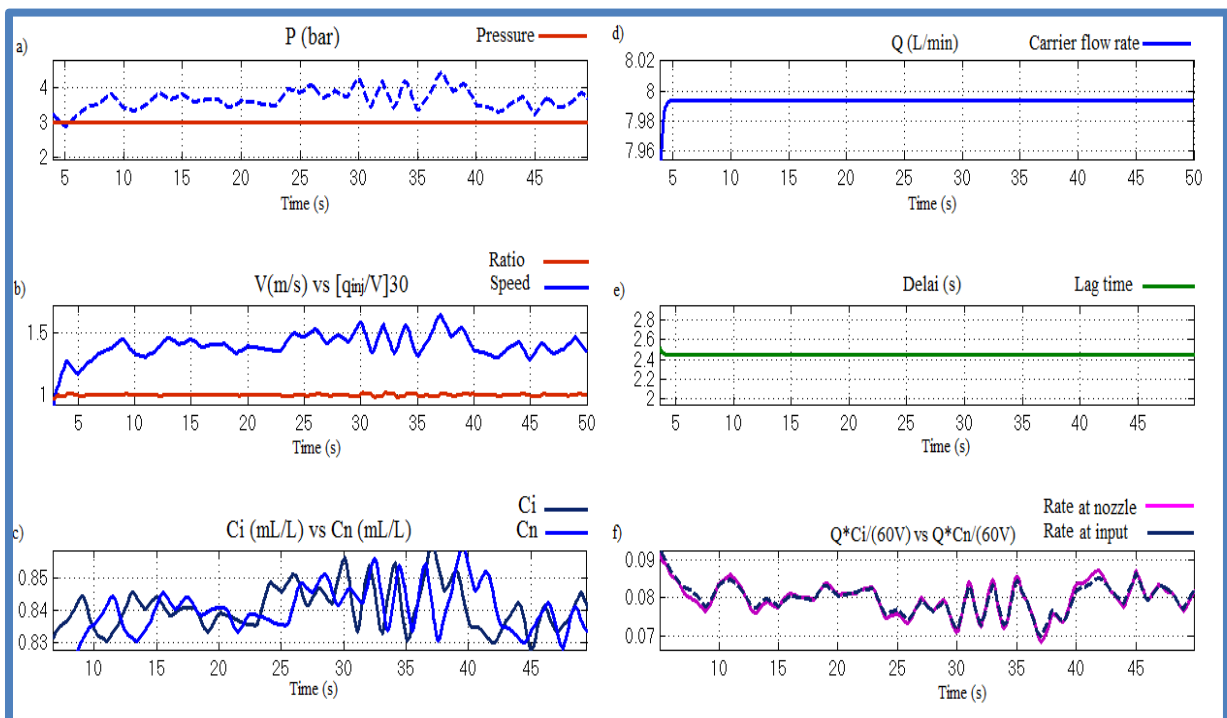 a)
P (bar)
Pressure
4
3
2
5 10 15 20 25 30 35 40 45
Time (s)
b)
V(m/s) vs [qinj/V]30
Ratio
Speed
15
1
5 10 15 20 25 30 35 40 45 50
Time (s)
c)
Ci (mL/L) vs Cn (mL/L)
Ci
Cn
0.85
0.84
0.83
10 15 20 25 30 35 40 45
Time (s)
d)
Q (L/min)
Carrier flow rate
8.02
8
7.98
7.96
5 10 15 20 25 30 35 40 45 50
Time (s)
e)
Delai (s)
Lag time
2.8
2.6
2.4
2.2
2
5 10 15 20 25 30 35 40 45
Time (s)
f)
Q*Ci/(60V) vs Q*Cn/(60V)
Rate at nozzle
Rate at input
0.09
0.08
0.07
10 15 20 25 30 35 40 45
Time (s)